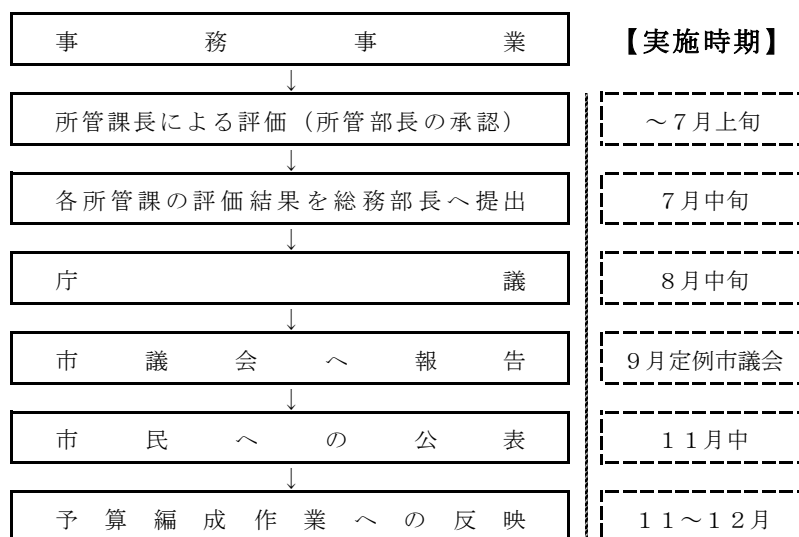 事務事業 【実施時期】
↓
所管課長による評価（所管部長の承認） ～７月上旬
↓
各所管課の評価結果を総務部長へ提出 ７月中旬
↓
庁議 ８月中旬
↓
市議会へ報告 ９月定例市議会
↓
市民への公表 １１月中
↓
予算編成作業への反映 １１～１２月